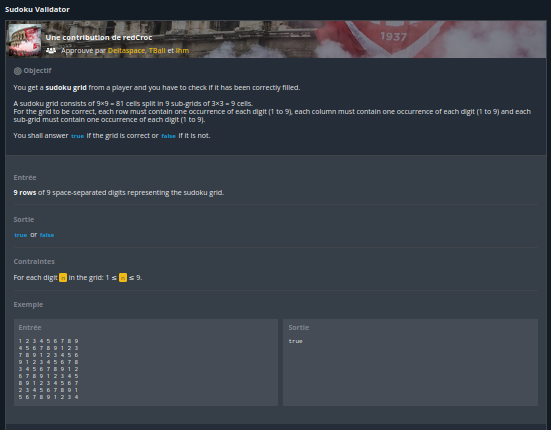 Sudoku Validator
Une contribution de redCroc
Approuvé par Deltaspace, TBali et Ihm
1937
Objectif
You get a sudoku grid from a player and you have to check if it has been correctly filled.
A sudoku grid consists of 9×9 = 81 cells split in 9 sub-grids of 3×3 = 9 cells.
For the grid to be correct, each row must contain one occurrence of each digit (1 to 9), each column must contain one occurrence of each digit (1 to 9) and each
sub-grid must contain one occurrence of each digit (1 to 9).
You shall answer true if the grid is correct or false if it is not.
Entrée
9 rows of 9 space-separated digits representing the sudoku grid.
Sortie
true or false
Contraintes
For each digit n in the grid: 1 ≤ n ≤ 9.
Exemple
Entrée
1 2 3 4 5 6 7 8 9
4 5 6 7 8 9 1 2 3
7 8 9 1 2 3 4 5 6
9 1 2 3 4 5 6 7 8
3 4 5 6 7 8 9 1 2
6 7 8 9 1 2 3 4 5
8 9 1 2 3 4 5 6 7
2 3 4 5 6 7 8 9 1
5 6 7 8 9 1 2 3 4
Sortie
true